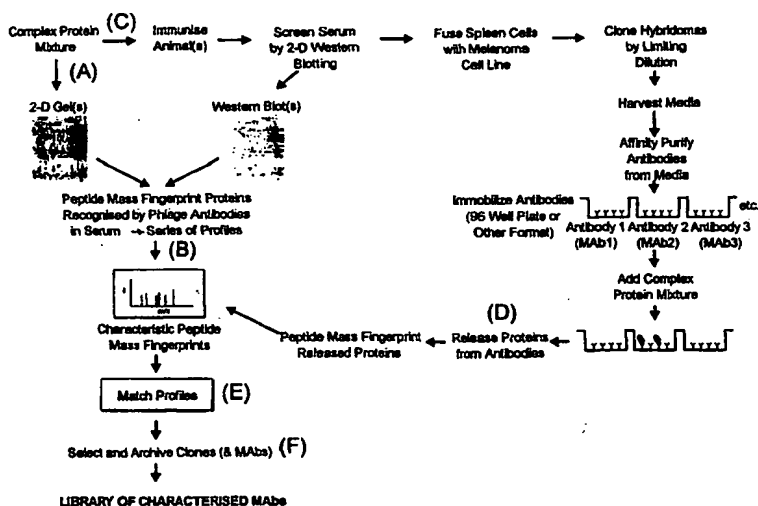 Complex Protein
Mixture
(C)
Immunise
Animal(s)
Screen Serum
by 2-D Western
Blotting
Fuse Spleen Cells
with Melanoma
Cell Line
Clone Hybridomas
by Limiting
Dilution
(A)
2-D Gel(s)
Western Blot(s)
Harvest Media
Affinity Purify
Antibodies
from Media
Peptide Mass Fingerprint Proteins
Recognised by Phlage Antibodies
in Serum → Series of Profiles
(B)
Immobilize Antibodies
(96 Well Plate or
Other Format)
etc.
Antibody 1 Antibody 2 Antibody 3
(MAb1) (MAb2) (MAb3)
Add Complex
Protein Mixture
Characteristic Peptide
Mass Fingerprints
Peptide Mass Fingerprint
Released Proteins
(D)
Release Proteins
from Antibodies
Match Profiles
(E)
Select and Archive Clones (& MAbs)
(F)
LIBRARY OF CHARACTERISED MAbs